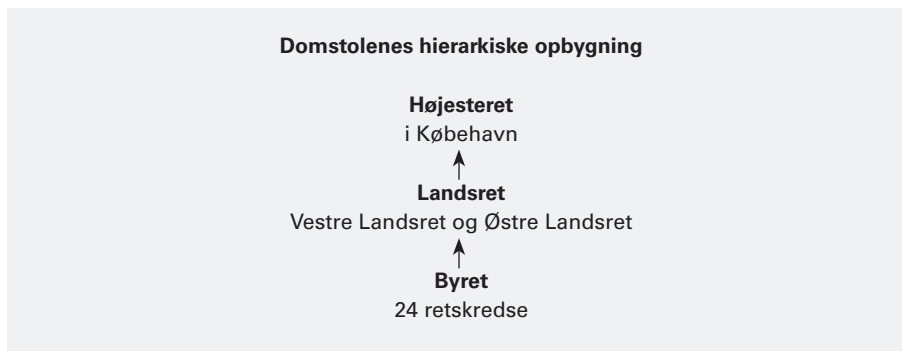 Domstolenes hierarkiske opbygning
Højesteret
i Købehavn
Landsret
Vestre Landsret og Østre Landsret
Byret
24 retskredse